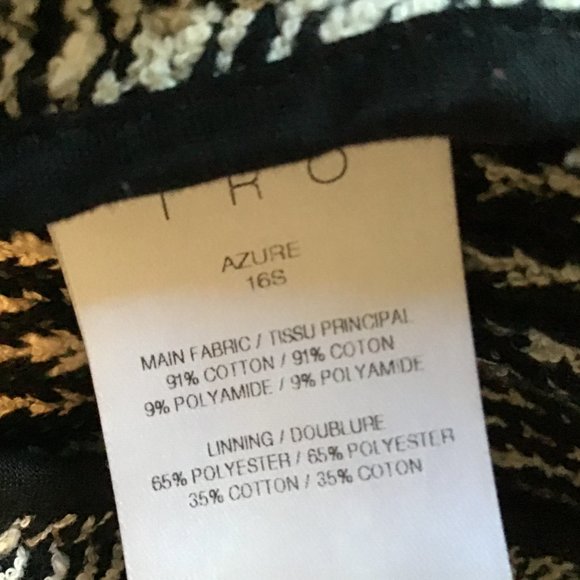 IRO
AZURE
16S
MAIN FABRIC / TISSU PRINCIPAL
91% COTTON / 91% COTON
9% POLYAMIDE / 9% POLYAMIDE
LINNING / DOUBLURE
65% POLYESTER / 65% POLYESTER
35% COTTON / 35% COTON